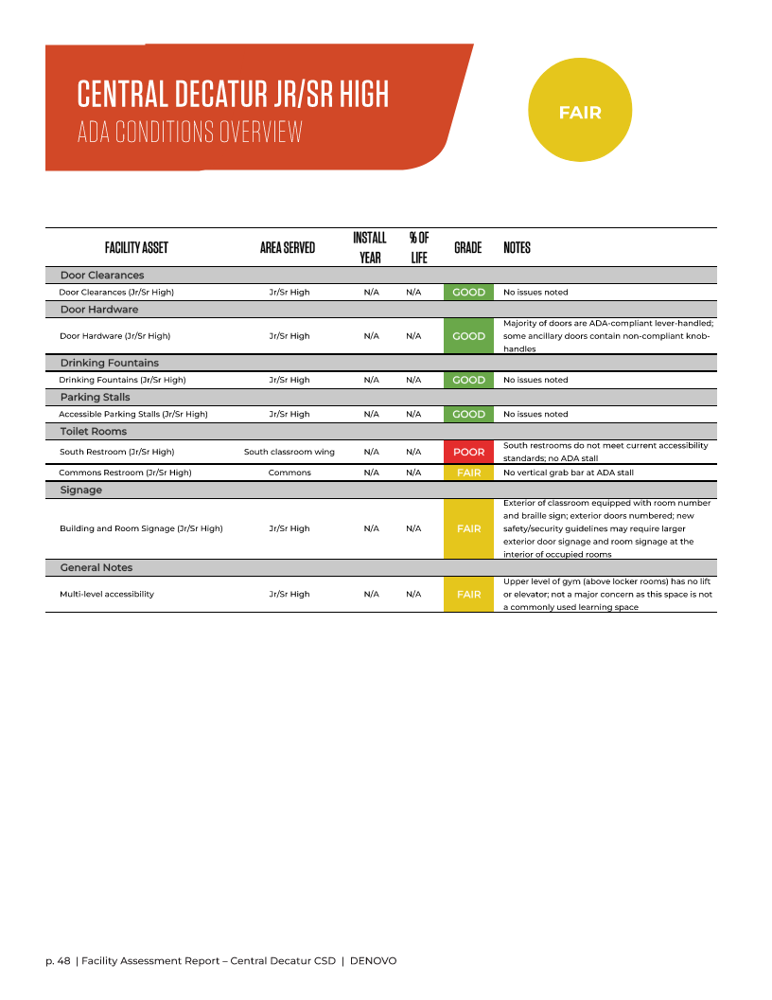 CENTRAL DECATUR JR/SR HIGH
ADA CONDITIONS OVERVIEW
FAIR
FACILITY ASSET AREA SERVED INSTALL YEAR % OF LIFE GRADE NOTES
Door Clearances
Door Clearances (Jr/Sr High) Jr/Sr High N/A N/A GOOD No issues noted
Door Hardware
Door Hardware (Jr/Sr High) Jr/Sr High N/A N/A GOOD Majority of doors are ADA-compliant lever-handled;
some ancillary doors contain non-compliant knob-
handles
Drinking Fountains
Drinking Fountains (Jr/Sr High) Jr/Sr High N/A N/A GOOD No issues noted
Parking Stalls
Accessible Parking Stalls (Jr/Sr High) Jr/Sr High N/A N/A GOOD No issues noted
Toilet Rooms
South Restroom (Jr/Sr High) South classroom wing N/A N/A POOR South restrooms do not meet current accessibility
standards; no ADA stall
Commons Restroom (Jr/Sr High) Commons N/A N/A FAIR No vertical grab bar at ADA stall
Signage
Building and Room Signage (Jr/Sr High) Jr/Sr High N/A N/A FAIR Exterior of classroom equipped with room number
and braille sign; exterior doors numbered; new
safety/security guidelines may require larger
exterior door signage and room signage at the
interior of occupied rooms
General Notes
Multi-level accessibility Jr/Sr High N/A N/A FAIR Upper level of gym (above locker rooms) has no lift
or elevator; not a major concern as this space is not
a commonly used learning space
p. 48 | Facility Assessment Report – Central Decatur CSD | DENOVO